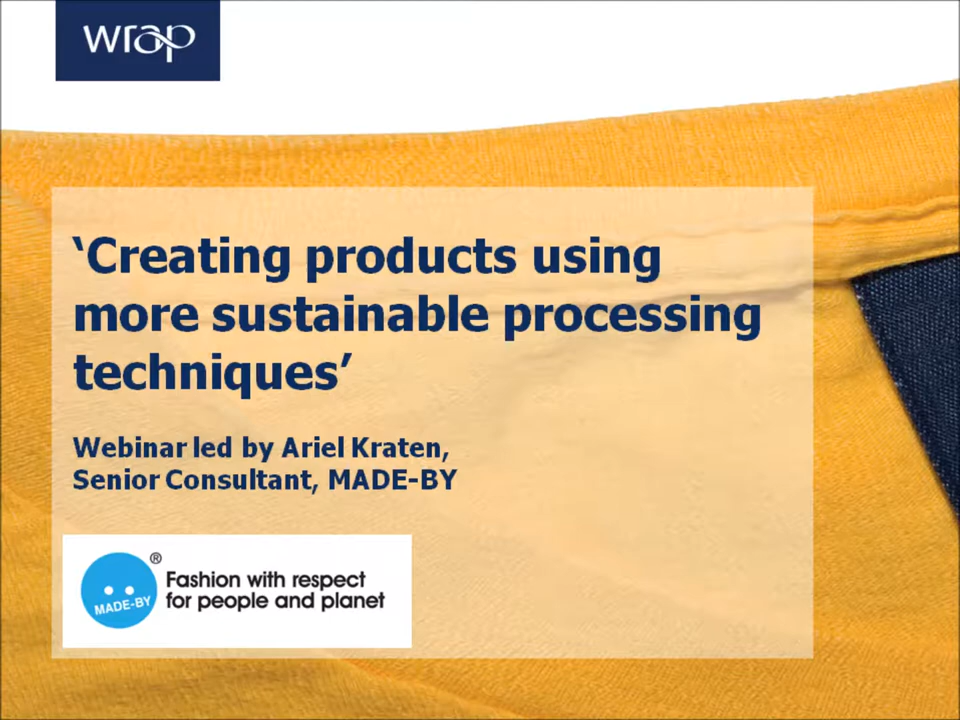 wrap
‘Creating products using
more sustainable processing
techniques’
Webinar led by Ariel Kraten,
Senior Consultant, MADE-BY
®
MADE-BY
Fashion with respect
for people and planet